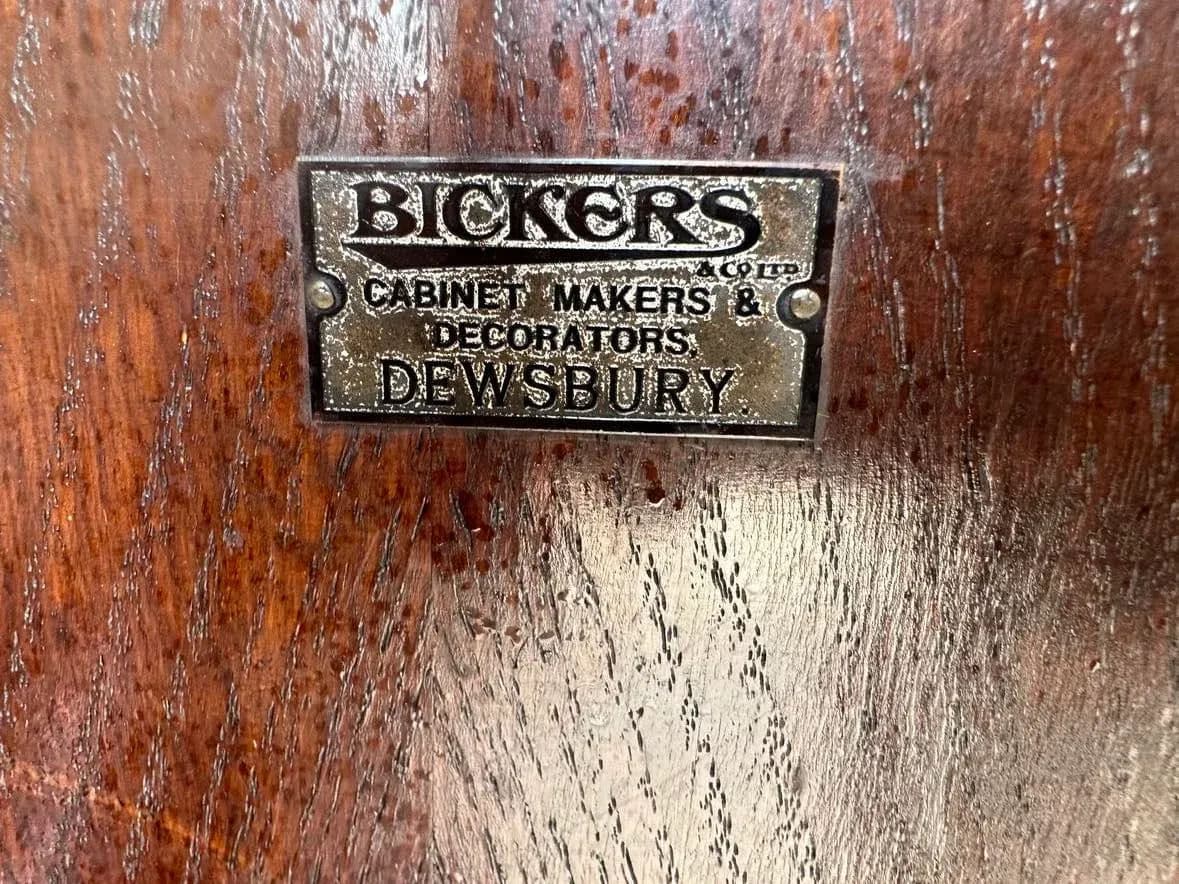 BICKERS
& CO LTD
CABINET MAKERS &
DECORATORS,
DEWSBURY.